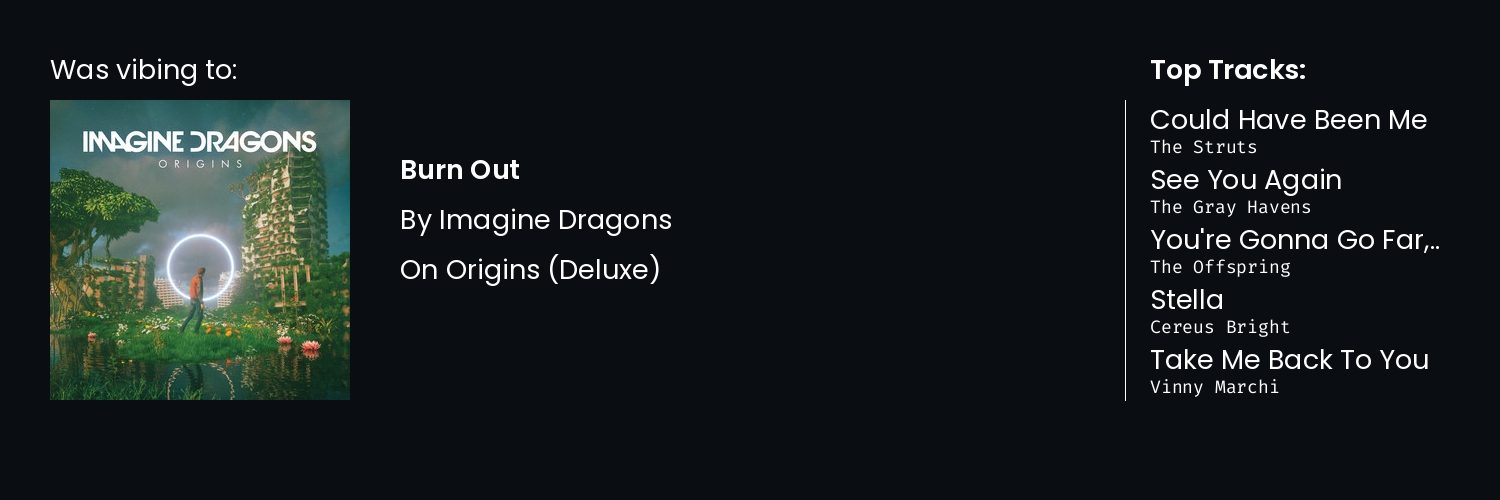 Was vibing to:
IMAGINE DRAGONS
ORIGINS
Burn Out
By Imagine Dragons
On Origins (Deluxe)
Top Tracks:
Could Have Been Me
The Struts
See You Again
The Gray Havens
You're Gonna Go Far,..
The Offspring
Stella
Cereus Bright
Take Me Back To You
Vinny Marchi